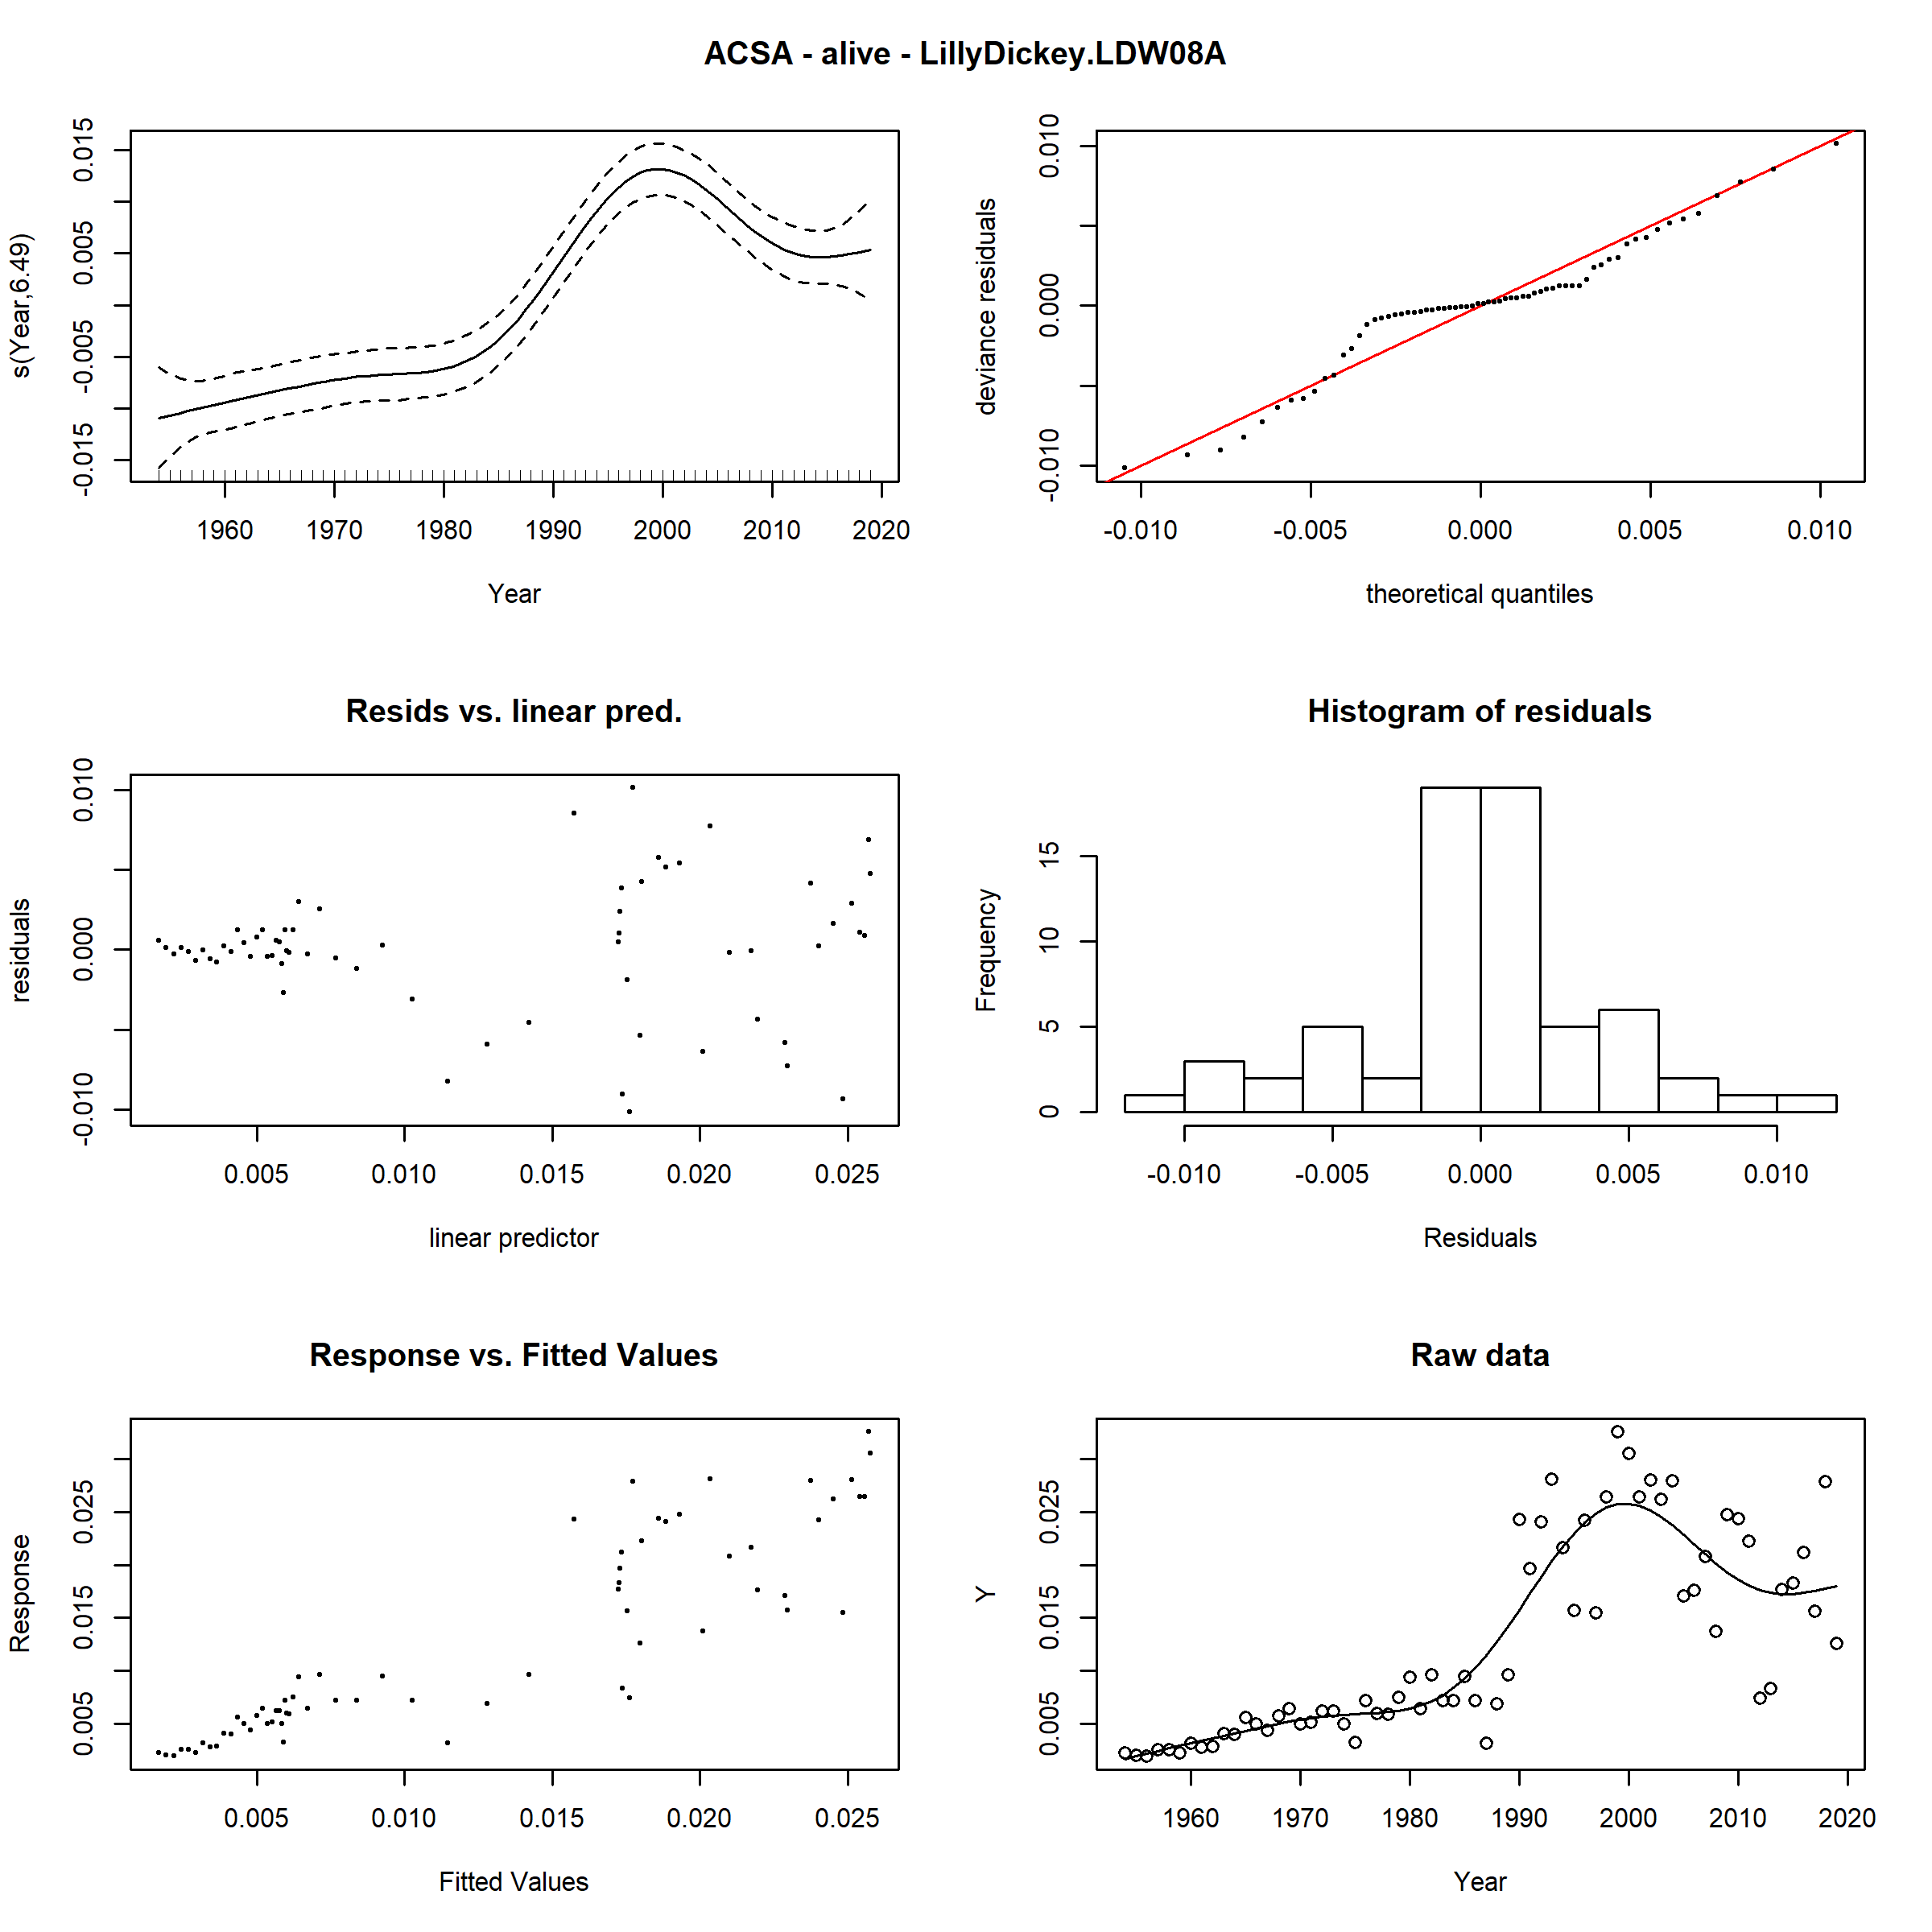 ACSA - alive - LillyDickey.LDW08A
s(Year,6.49)
0.015
0.005
-0.005
-0.015
1960 1970 1980 1990 2000 2010 2020
Year
deviance residuals
0.010
0.000
-0.010
-0.010 -0.005 0.000 0.005 0.010
theoretical quantiles
Resids vs. linear pred.
residuals
0.010
0.000
-0.010
0.005 0.010 0.015 0.020 0.025
linear predictor
Histogram of residuals
Frequency
15
10
5
0
-0.010 -0.005 0.000 0.005 0.010
Residuals
Response vs. Fitted Values
Response
0.025
0.015
0.005
0.005 0.010 0.015 0.020 0.025
Fitted Values
Raw data
Y
0.025
0.015
0.005
1960 1970 1980 1990 2000 2010 2020
Year